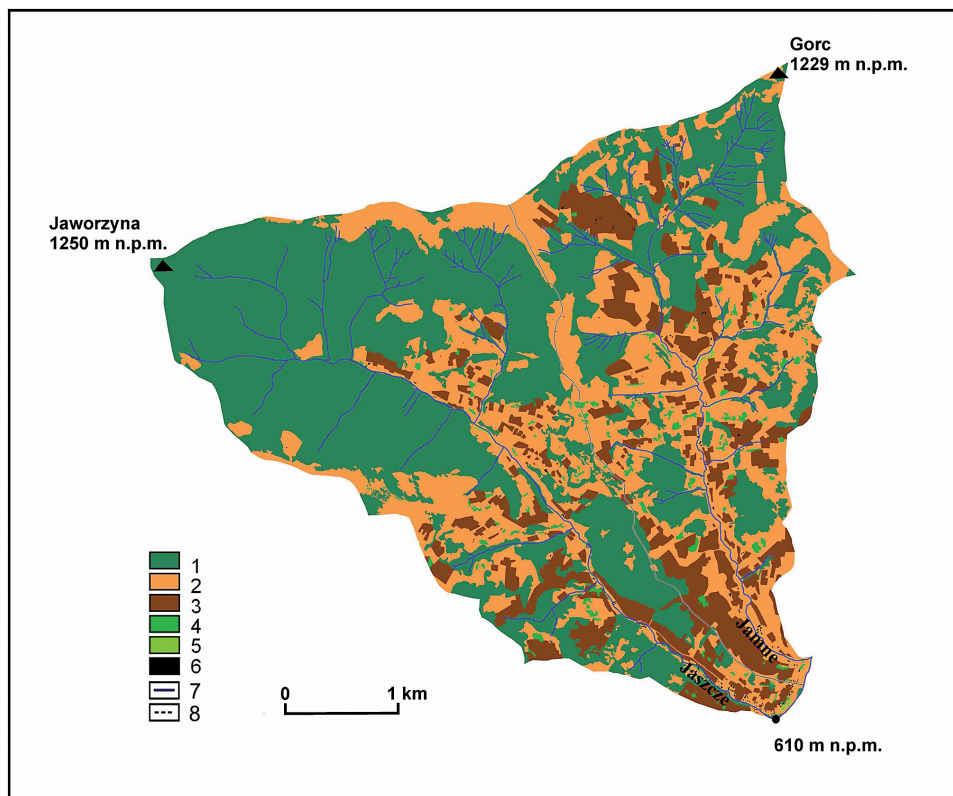 Gorc
1229 m n.p.m.
Jaworzyna
1250 m n.p.m.
Jamne
Jaszcze
1
2
3
4
5
6
7
8
0 1 km
610 m n.p.m.